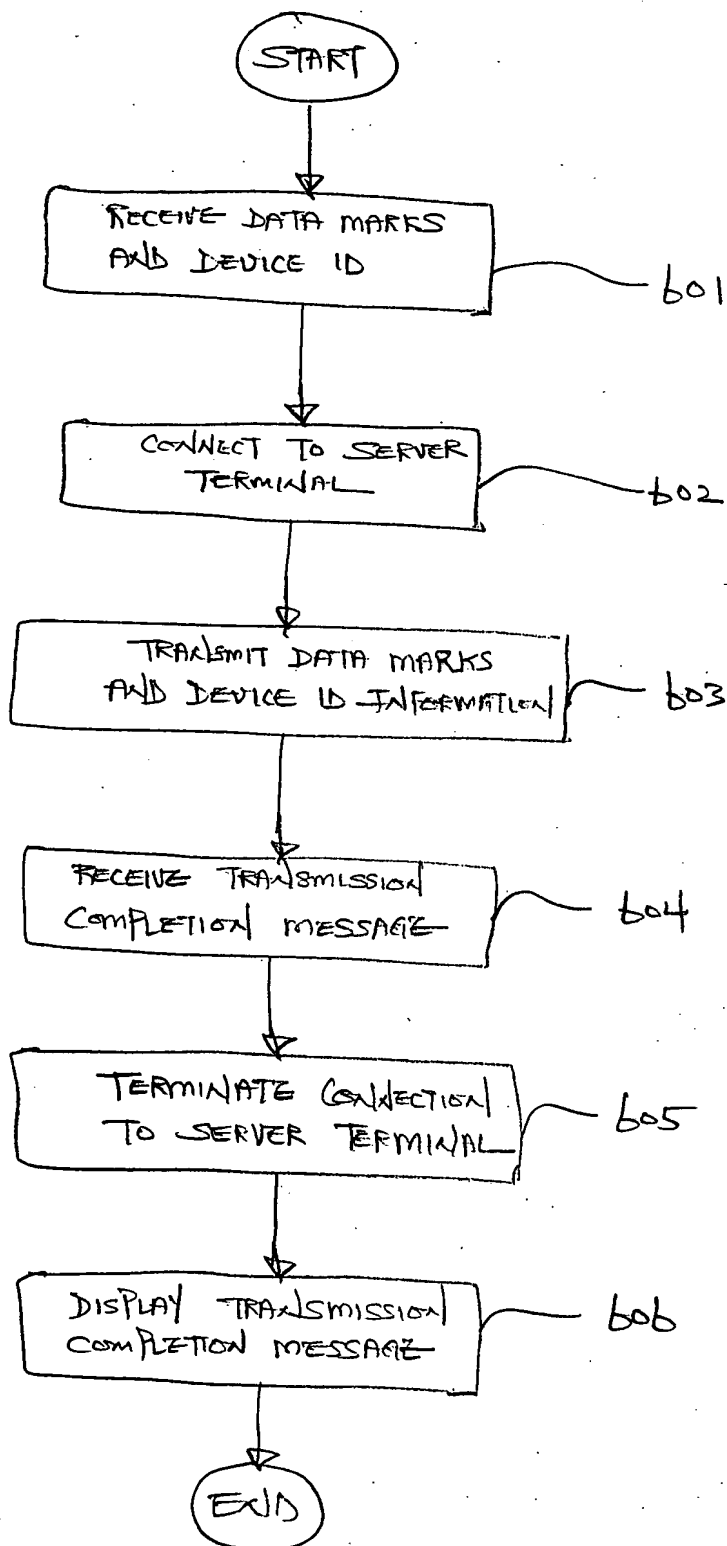 START
RECEIVE DATA MARKS
AND DEVICE ID
601
CONNECT TO SERVER
TERMINAL
602
TRANSMIT DATA MARKS
AND DEVICE ID INFORMATION
603
RECEIVE TRANSMISSION
COMPLETION MESSAGE
604
TERMINATE CONNECTION
TO SERVER TERMINAL
605
DISPLAY TRANSMISSION
COMPLETION MESSAGE
606
END